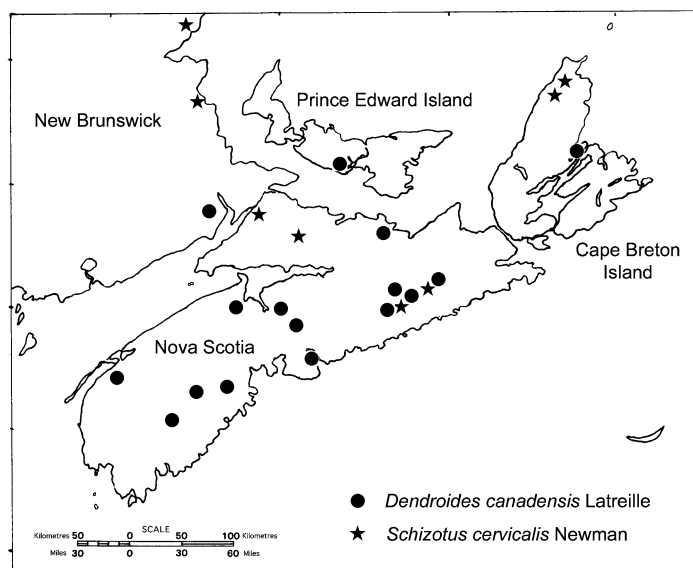 Prince Edward Island
New Brunswick
Cape Breton
Island
Nova Scotia
Dendroides canadensis Latreille
Schizotus cervicalis Newman
SCALE
Kilometres 50 0 50 100 Kilometres
Miles 30 0 30 60 Miles